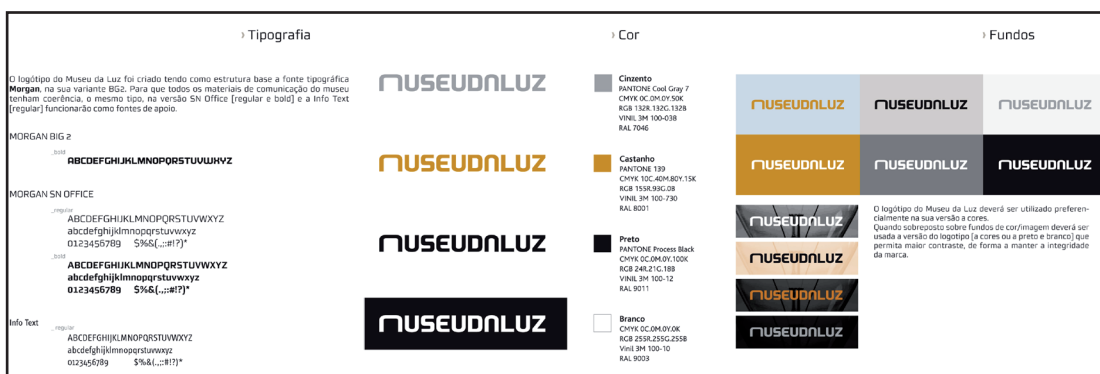 › Tipografia
O logótipo do Museu da Luz foi criado tendo como estrutura base a fonte tipográfica
Morgan, na sua variante BG2. Para que todos os materiais de comunicação do museu
tenham coerência, o mesmo tipo, na versão SN Office [regular e bold] e a Info Text
[regular] funcionarão como fontes de apoio.
MORGAN BIG 2
_bold
ABCDEFGHIJKLMNOPQRSTUVWXYZ
MORGAN SN OFFICE
_regular
ABCDEFGHIJKLMNOPQRSTUVWXYZ
abcdefghijklmnopqrstuvwxyz
0123456789 $%&(.,;:#!?)*
_bold
ABCDEFGHIJKLMNOPQRSTUVWXYZ
abcdefghijklmnopqrstuvwxyz
0123456789 $%&(.,;:#!?)*
Info Text
_regular
ABCDEFGHIJKLMNOPQRSTUVWXYZ
abcdefghijklmnopqrstuvwxyz
0123456789 $%&(.,;:#!?)*
› Cor
MUSEUDALUZ
MUSEUDALUZ
MUSEUDALUZ
MUSEUDALUZ
Cinzento
PANTONE Cool Gray 7
CMYK 0C.0M.0Y.50K
RGB 132R.132G.132B
VINIL 3M 100-038
RAL 7046
Castanho
PANTONE 139
CMYK 10C.40M.80Y.15K
RGB 155R.93G.0B
VINIL 3M 100-730
RAL 8001
Preto
PANTONE Process Black
CMYK 0C.0M.0Y.100K
RGB 24R.21G.18B
VINIL 3M 100-12
RAL 9011
Branco
CMYK 0C.0M.0Y.0K
RGB 255R.255G.255B
Vinil 3M 100-10
RAL 9003
› Fundos
MUSEUDALUZ
MUSEUDALUZ
MUSEUDALUZ
MUSEUDALUZ
MUSEUDALUZ
MUSEUDALUZ
MUSEUDALUZ
MUSEUDALUZ
MUSEUDALUZ
MUSEUDALUZ
O logótipo do Museu da Luz deverá ser utilizado preferen-
cialmente na sua versão a cores.
Quando sobreposto sobre fundos de cor/imagem deverá ser
usada a versão do logotipo [a cores ou a preto e branco] que
permita maior contraste, de forma a manter a integridade
da marca.